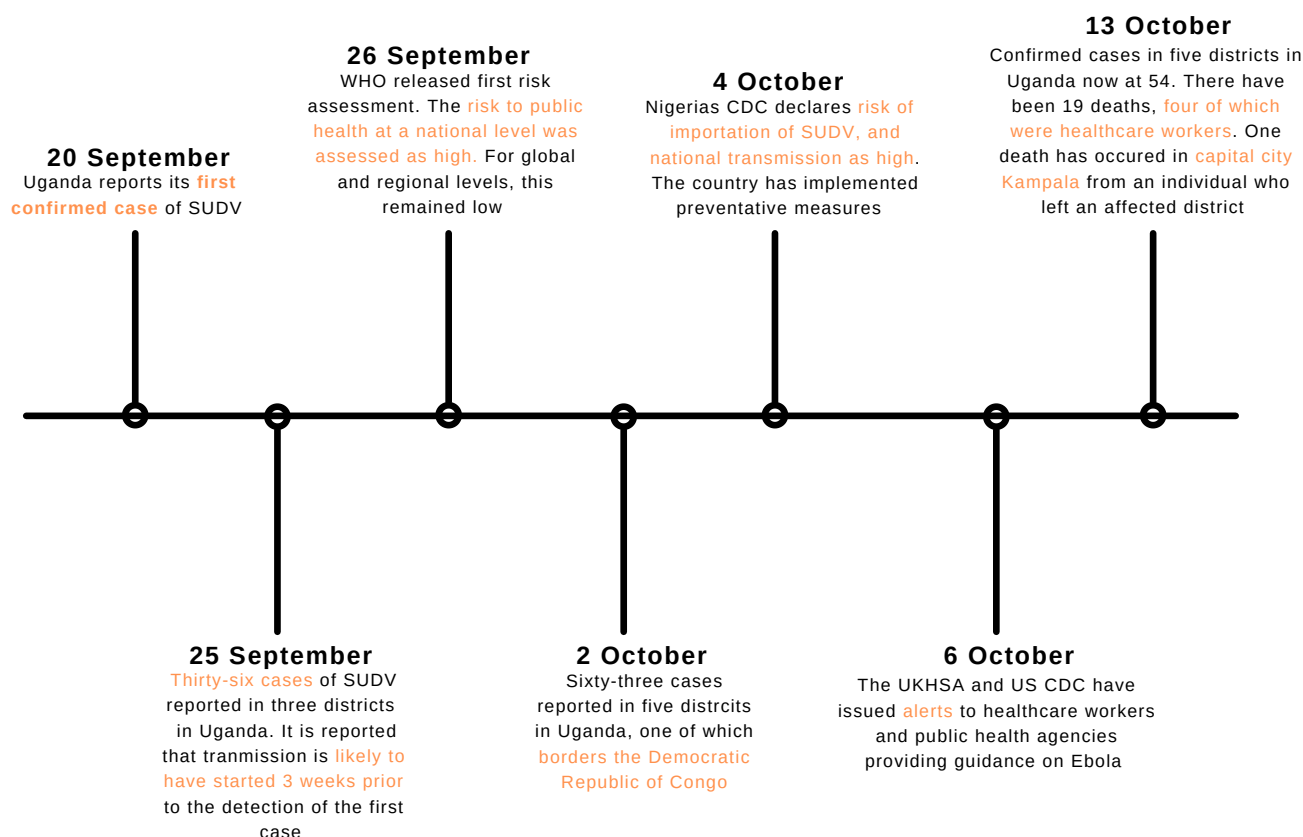 20 September
Uganda reports its first
confirmed case of SUDV
25 September
Thirty-six cases of SUDV
reported in three districts
in Uganda. It is reported
that tranmission is likely to
have started 3 weeks prior
to the detection of the first
case
26 September
WHO released first risk
assessment. The risk to public
health at a national level was
assessed as high. For global
and regional levels, this
remained low
2 October
Sixty-three cases
reported in five distrcits
in Uganda, one of which
borders the Democratic
Republic of Congo
4 October
Nigerias CDC declares risk of
importation of SUDV, and
national transmission as high.
The country has implemented
preventative measures
6 October
The UKHSA and US CDC have
issued alerts to healthcare workers
and public health agencies
providing guidance on Ebola
13 October
Confirmed cases in five districts in
Uganda now at 54. There have
been 19 deaths, four of which
were healthcare workers. One
death has occured in capital city
Kampala from an individual who
left an affected district